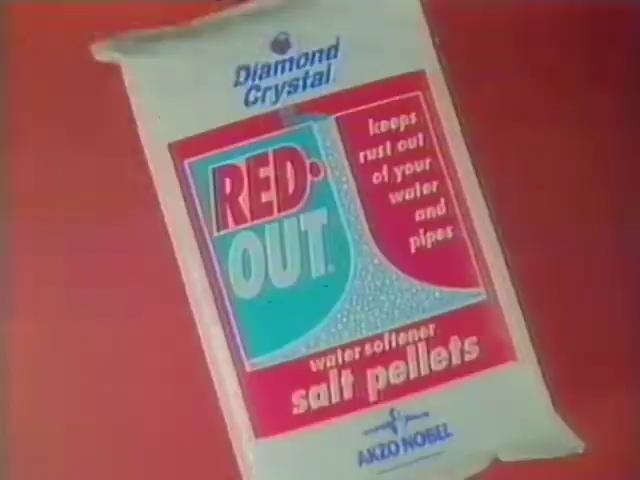 Diamond
Crystal
RED•
OUT
keeps
rust out
of your
water
and
pipes
water softener
salt pellets
AKZO NOBEL